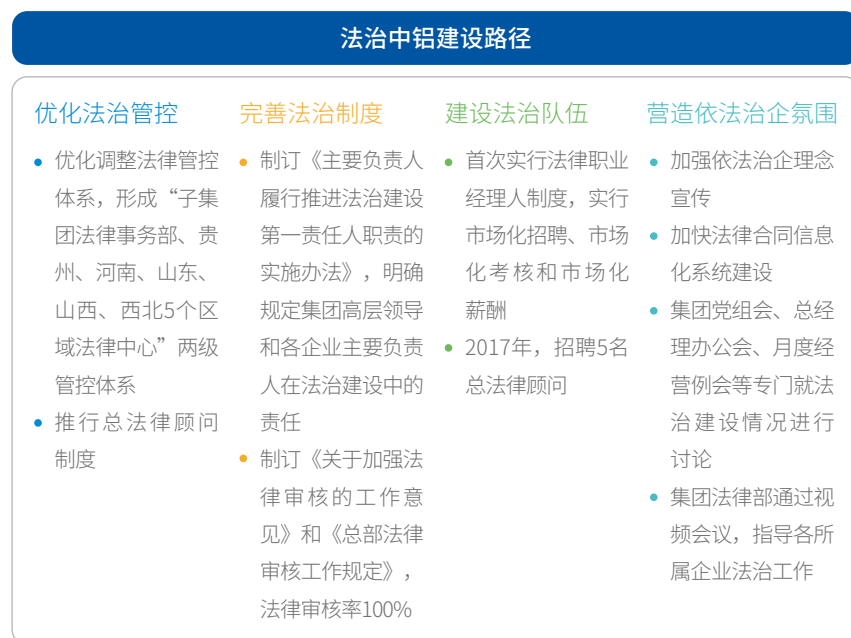 法治中铝建设路径
优化法治管控
优化调整法律管控
体系，形成“子集
团法律事务部、贵
州、河南、山东、
山西、西北5个区
域法律中心”两级
管控体系
推行总法律顾问
制度
完善法治制度
制订《主要负责人
履行推进法治建设
第一责任人职责的
实施办法》，明确
规定集团高层领导
和各企业主要负责
人在法治建设中的
责任
制订《关于加强法
律审核的工作意
见》和《总部法律
审核工作规定》，
法律审核率100%
建设法治队伍
首次实行法律职业
经理人制度，实行
市场化招聘、市场
化考核和市场化
薪酬
2017年，招聘5名
总法律顾问
营造依法治企氛围
加强依法治企理念
宣传
加快法律合同信息
化系统建设
集团党组会、总经
理办公会、月度经
营例会等专门就法
治建设情况进行
讨论
集团法律部通过视
频会议，指导各所
属企业法治工作